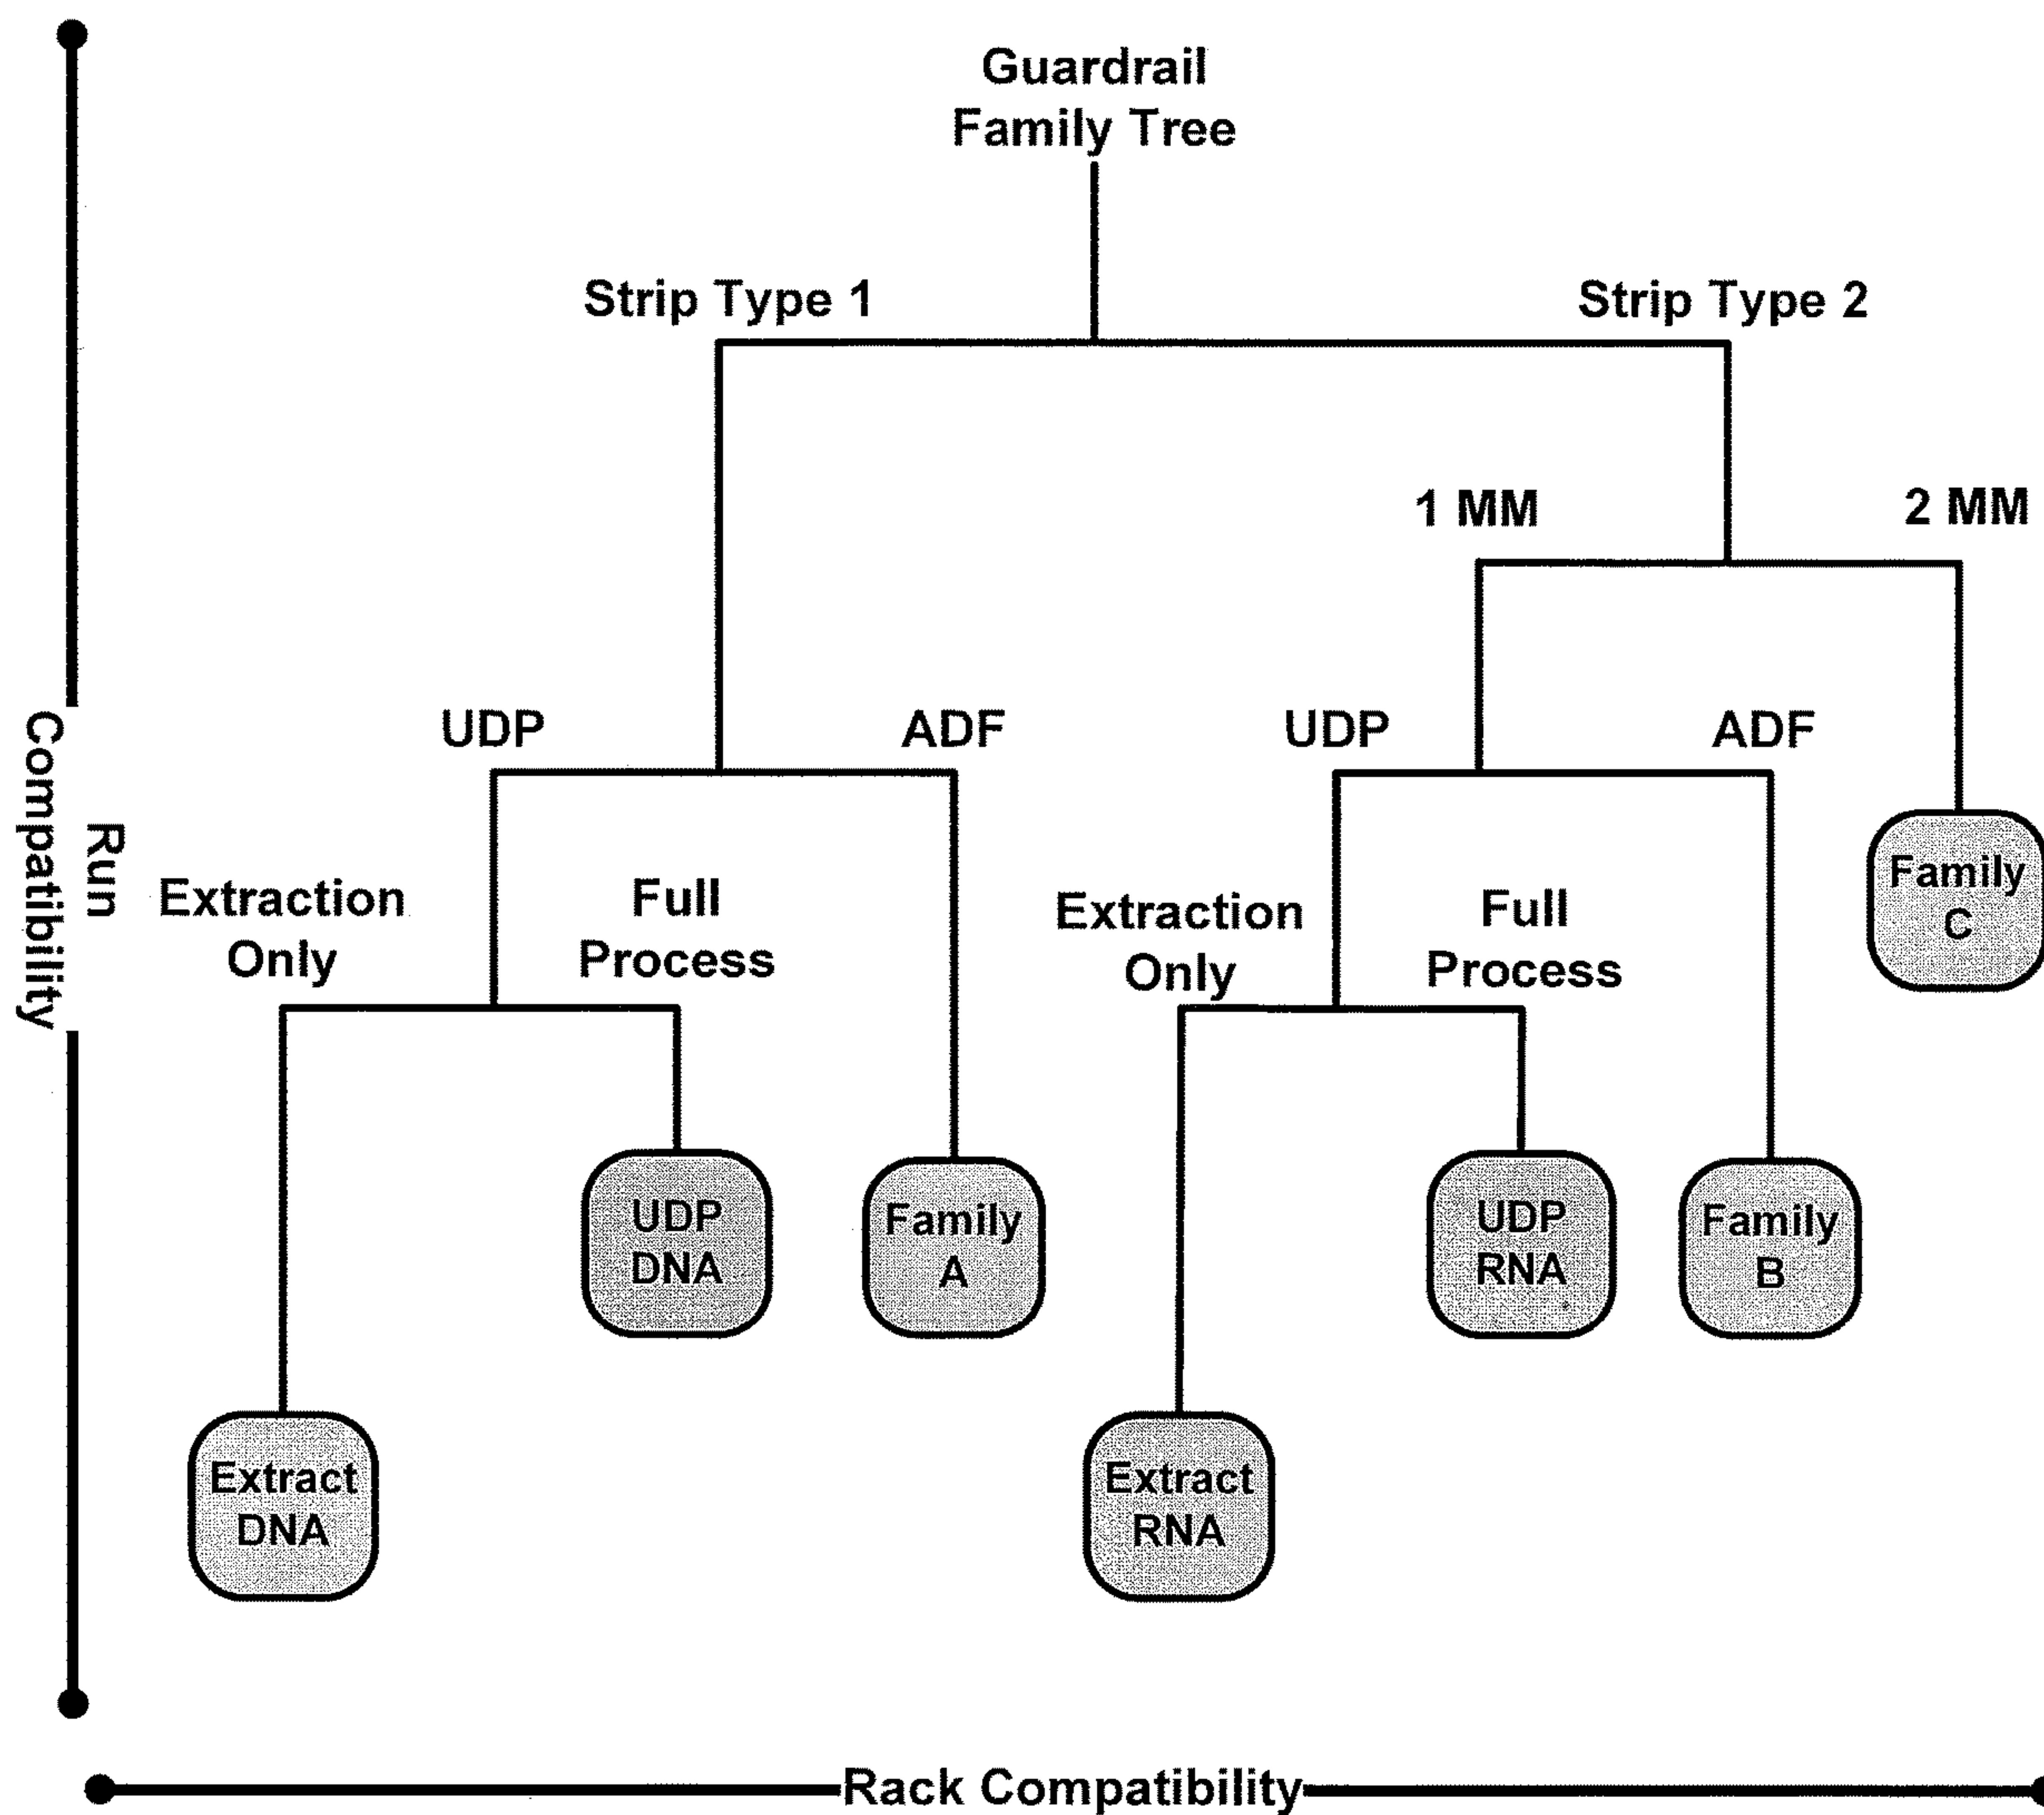 Guardrail
Family Tree
Strip Type 1
Strip Type 2
1 MM
2 MM
UDP
ADF
UDP
ADF
Run
Compatibility
Extraction
Only
Full
Process
Extraction
Only
Full
Process
Family
C
UDP
DNA
Family
A
UDP
RNA
Family
B
Extract
DNA
Extract
RNA
Rack Compatibility